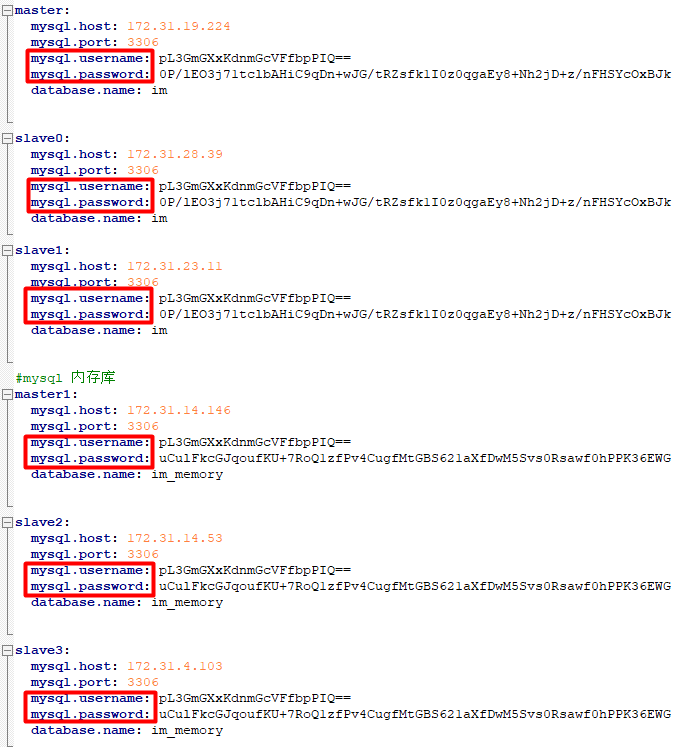 master:
mysql.host: 172.31.19.224
mysql.port: 3306
mysql.username: pL3GmGXxKdnmGcVFfbpPIQ==
mysql.password: 0P/lEO3j71tc1bAHiC9qDn+wJG/tRZsfk1I0z0qgaEy8+Nh2jD+z/nFHSYcOxBJk
database.name: im
slave0:
mysql.host: 172.31.28.39
mysql.port: 3306
mysql.username: pL3GmGXxKdnmGcVFfbpPIQ==
mysql.password: 0P/lEO3j71tc1bAHiC9qDn+wJG/tRZsfk1I0z0qgaEy8+Nh2jD+z/nFHSYcOxBJk
database.name: im
slave1:
mysql.host: 172.31.23.11
mysql.port: 3306
mysql.username: pL3GmGXxKdnmGcVFfbpPIQ==
mysql.password: 0P/lEO3j71tc1bAHiC9qDn+wJG/tRZsfk1I0z0qgaEy8+Nh2jD+z/nFHSYcOxBJk
database.name: im
#mysql 内存库
master1:
mysql.host: 172.31.14.146
mysql.port: 3306
mysql.username: pL3GmGXxKdnmGcVFfbpPIQ==
mysql.password: uCulFkcGJqoufKU+7RoQlzfPv4CugfMtGBS621aXfDwM5Svs0Rsawf0hPPK36EWG
database.name: im_memory
slave2:
mysql.host: 172.31.14.53
mysql.port: 3306
mysql.username: pL3GmGXxKdnmGcVFfbpPIQ==
mysql.password: uCulFkcGJqoufKU+7RoQlzfPv4CugfMtGBS621aXfDwM5Svs0Rsawf0hPPK36EWG
database.name: im_memory
slave3:
mysql.host: 172.31.4.103
mysql.port: 3306
mysql.username: pL3GmGXxKdnmGcVFfbpPIQ==
mysql.password: uCulFkcGJqoufKU+7RoQlzfPv4CugfMtGBS621aXfDwM5Svs0Rsawf0hPPK36EWG
database.name: im_memory